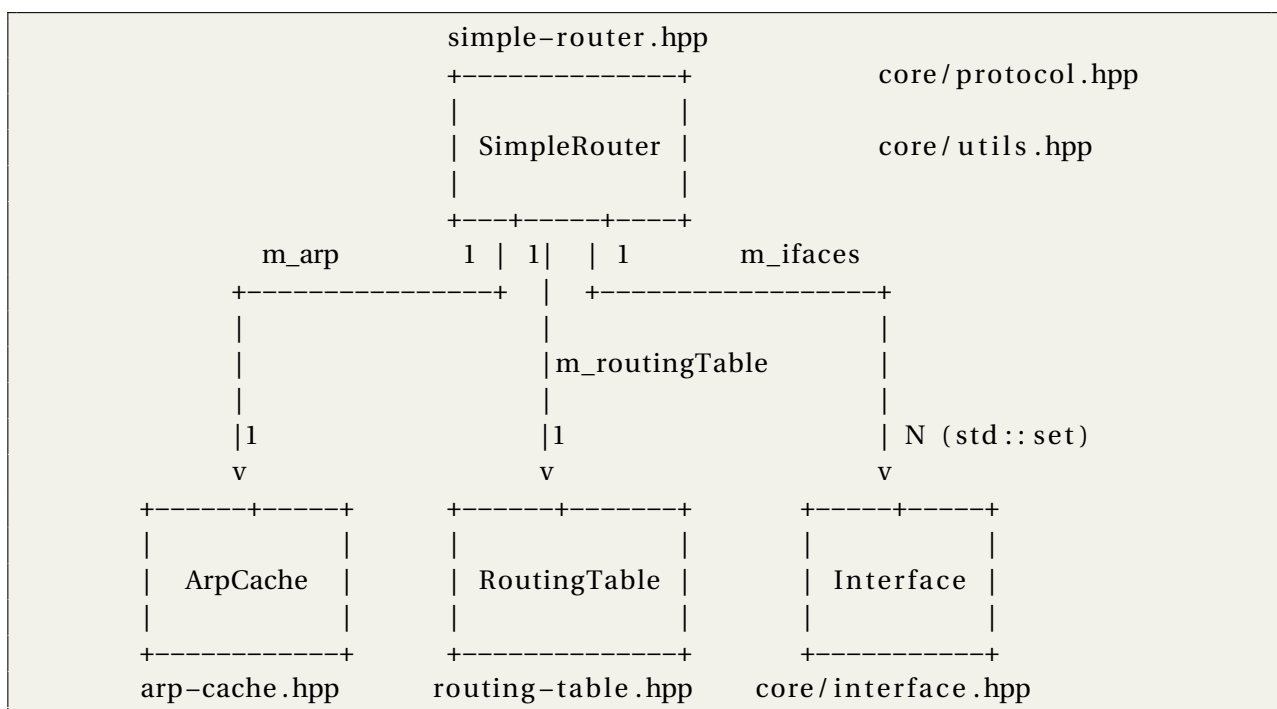 simple-router.hpp
+--------------+ core/protocol.hpp
| |
| SimpleRouter | core/utils.hpp
| |
+---+-----+----+
m_arp 1 | 1| | 1 m_ifaces
+----------------+ | +------------------+
| | |
| |m_routingTable |
| | |
|1 |1 | N (std::set)
v v v
+------+-----+ +------+-------+ +-----+-----+
| | | | | |
| ArpCache | | RoutingTable | | Interface |
| | | | | |
+------------+ +--------------+ +-----------+
arp-cache.hpp routing-table.hpp core/interface.hpp